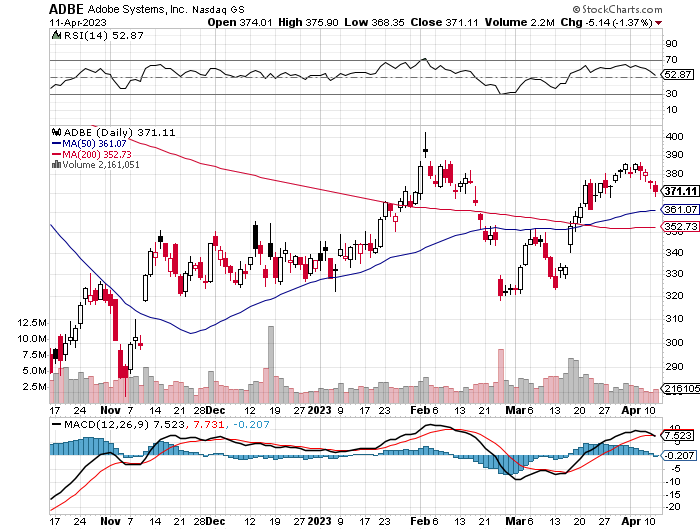 ADBE Adobe Systems, Inc. Nasdaq GS © StockCharts.com
11-Apr-2023 Open 374.01 High 375.90 Low 368.35 Close 371.11 Volume 2.2M Chg -5.14 (-1.37%)
RSI(14) 52.87
90
70
52.87
30
10
ADBE (Daily) 371.11
MA(50) 361.07
MA(200) 352.73
Volume 2,161,051
400
390
380
371.11
361.07
352.73
340
330
320
310
300
290
12.5M
10.0M
7.5M
5.0M
2.5M
2161051
17 24 Nov 7 14 21 28 Dec 12 19 27 2023 9 17 23 Feb 6 13 21 Mar 6 13 20 27 Apr 10
MACD(12,26,9) 7.523, 7.731, -0.207
10
7.523
-0.207
-5
-10
-15
-20
17 24 Nov 7 14 21 28 Dec 12 19 27 2023 9 17 23 Feb 6 13 21 Mar 6 13 20 27 Apr 10